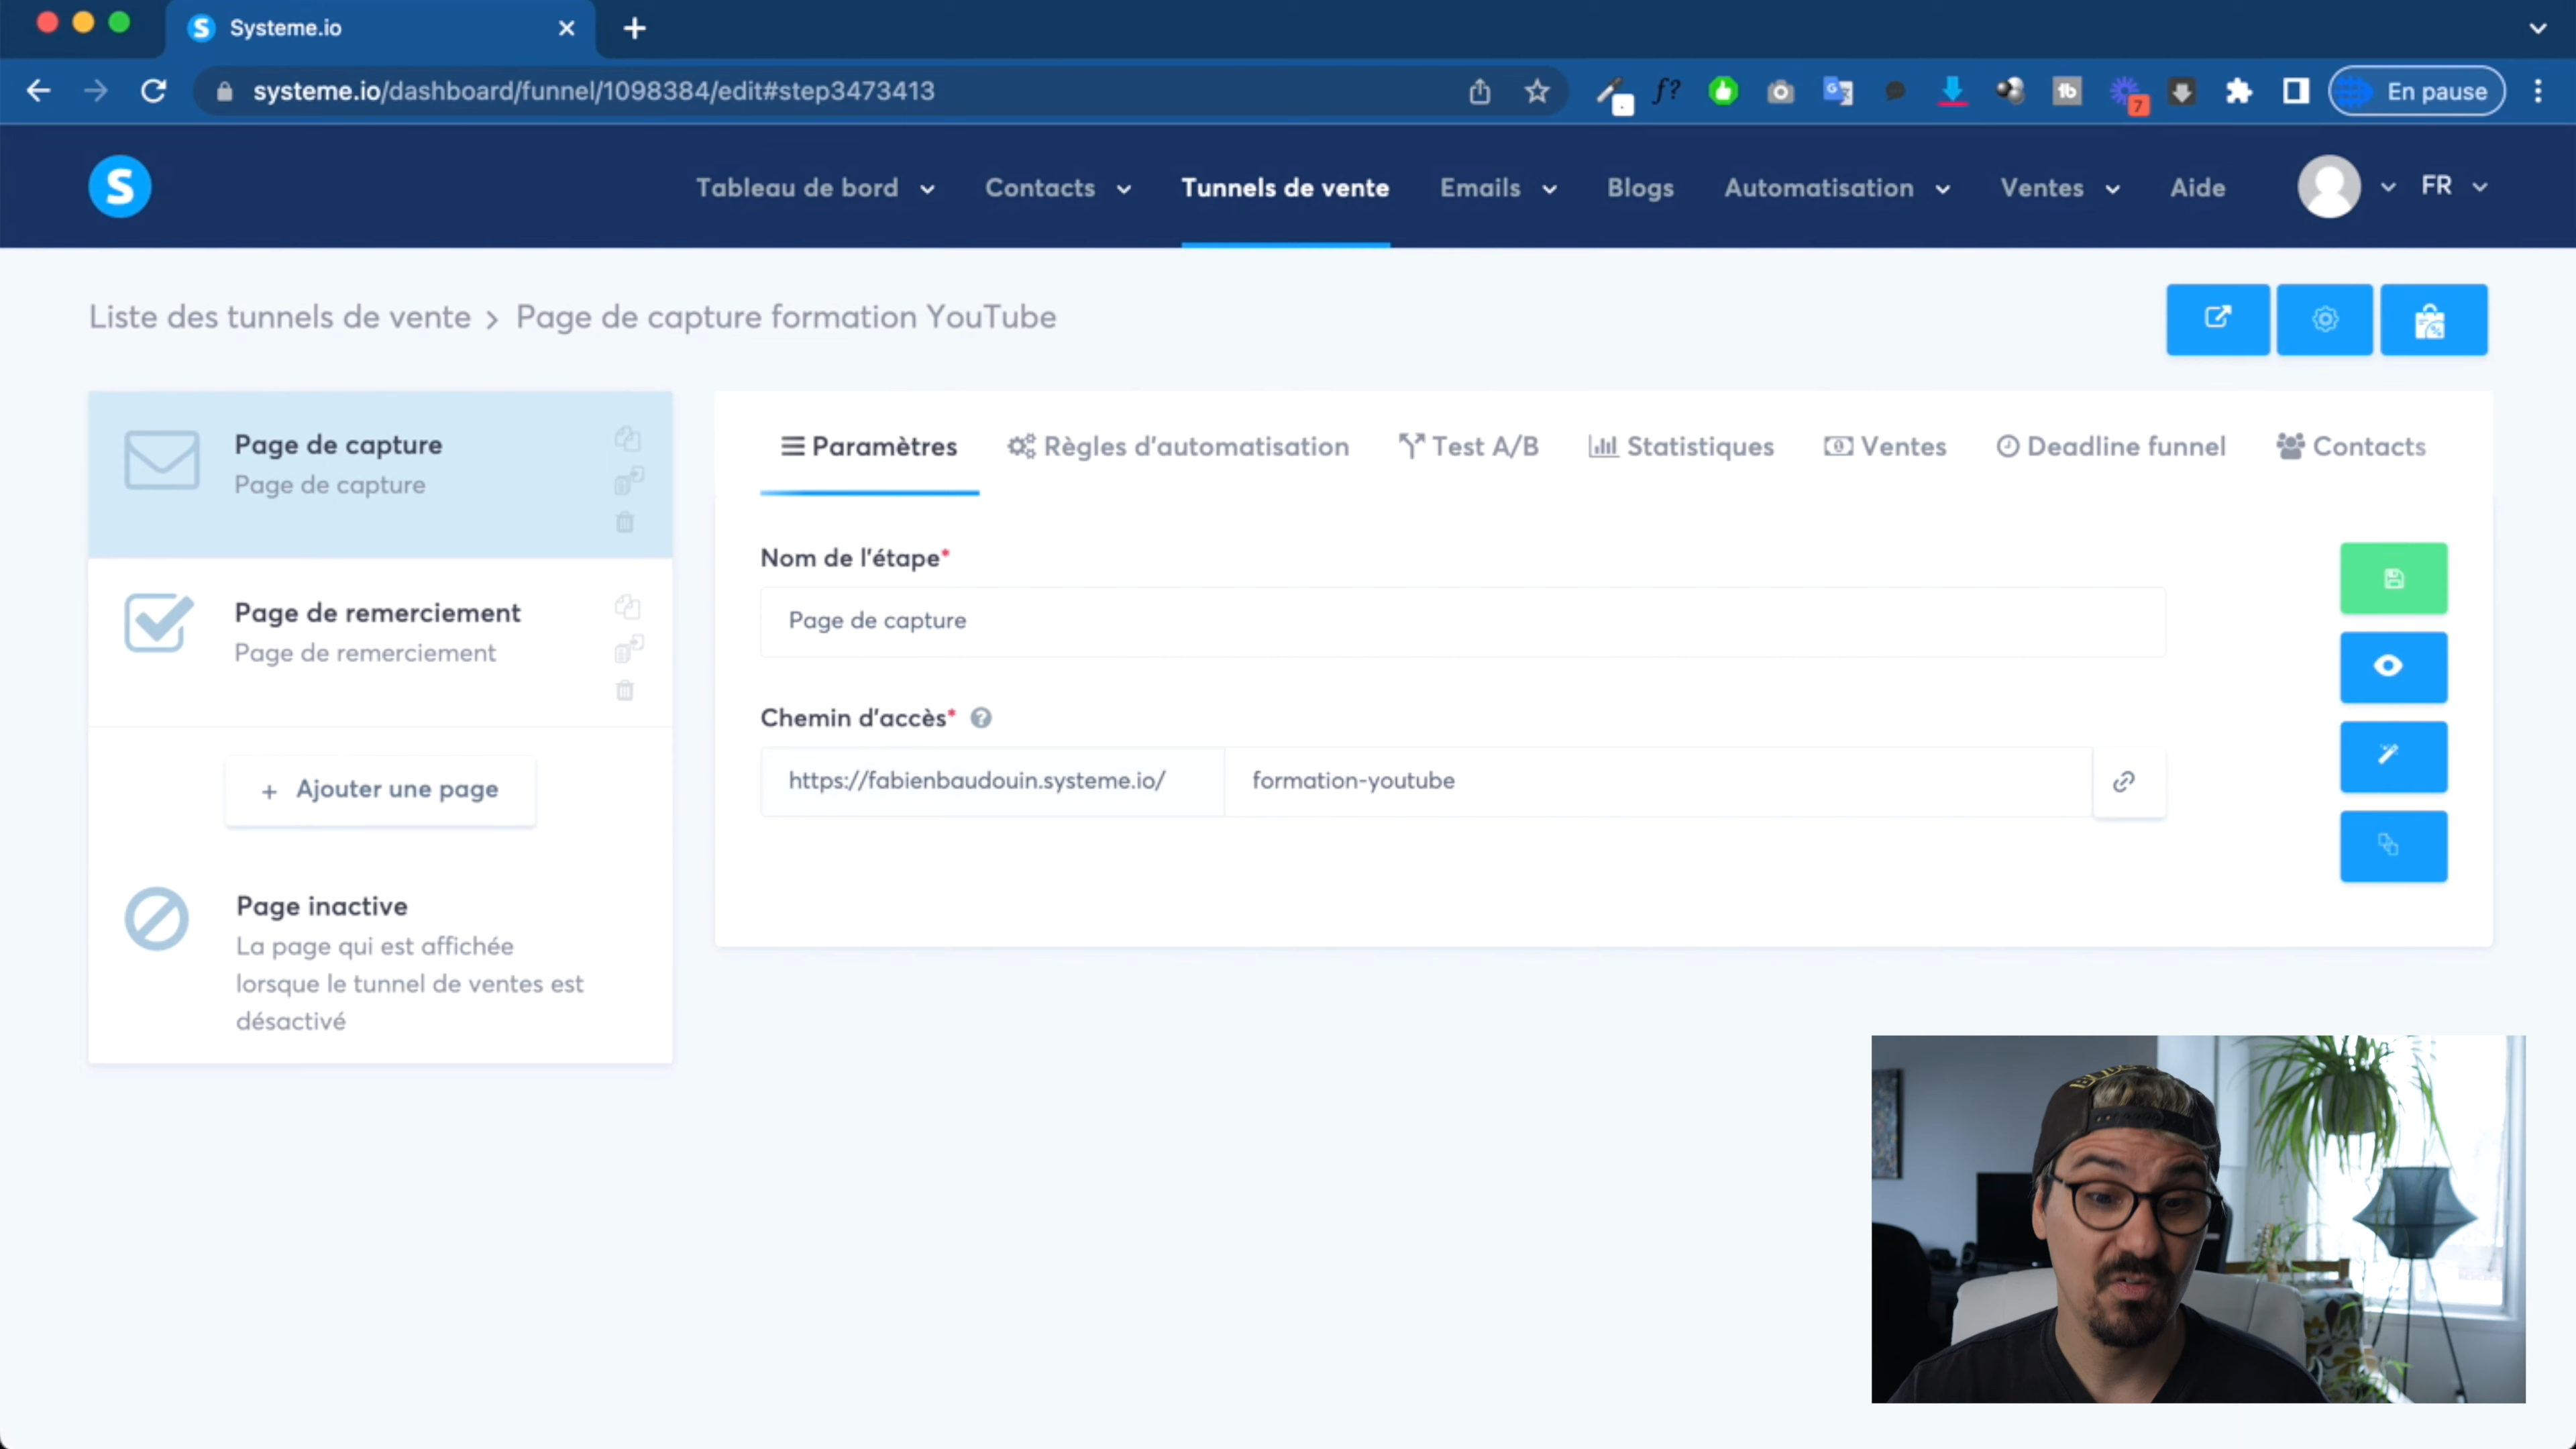 Systeme.io
systeme.io/dashboard/funnel/1098384/edit#step3473413
f?
7
En pause
S
Tableau de bord
Contacts
Tunnels de vente
Emails
Blogs
Automatisation
Ventes
Aide
FR
Liste des tunnels de vente > Page de capture formation YouTube
Page de capture
Page de capture
Page de remerciement
Page de remerciement
+ Ajouter une page
Page inactive
La page qui est affichée
lorsque le tunnel de ventes est
désactivé
Paramètres
Règles d'automatisation
Test A/B
Statistiques
Ventes
Deadline funnel
Contacts
Nom de l'étape*
Page de capture
Chemin d'accès* ?
https://fabienbaudouin.systeme.io/
formation-youtube